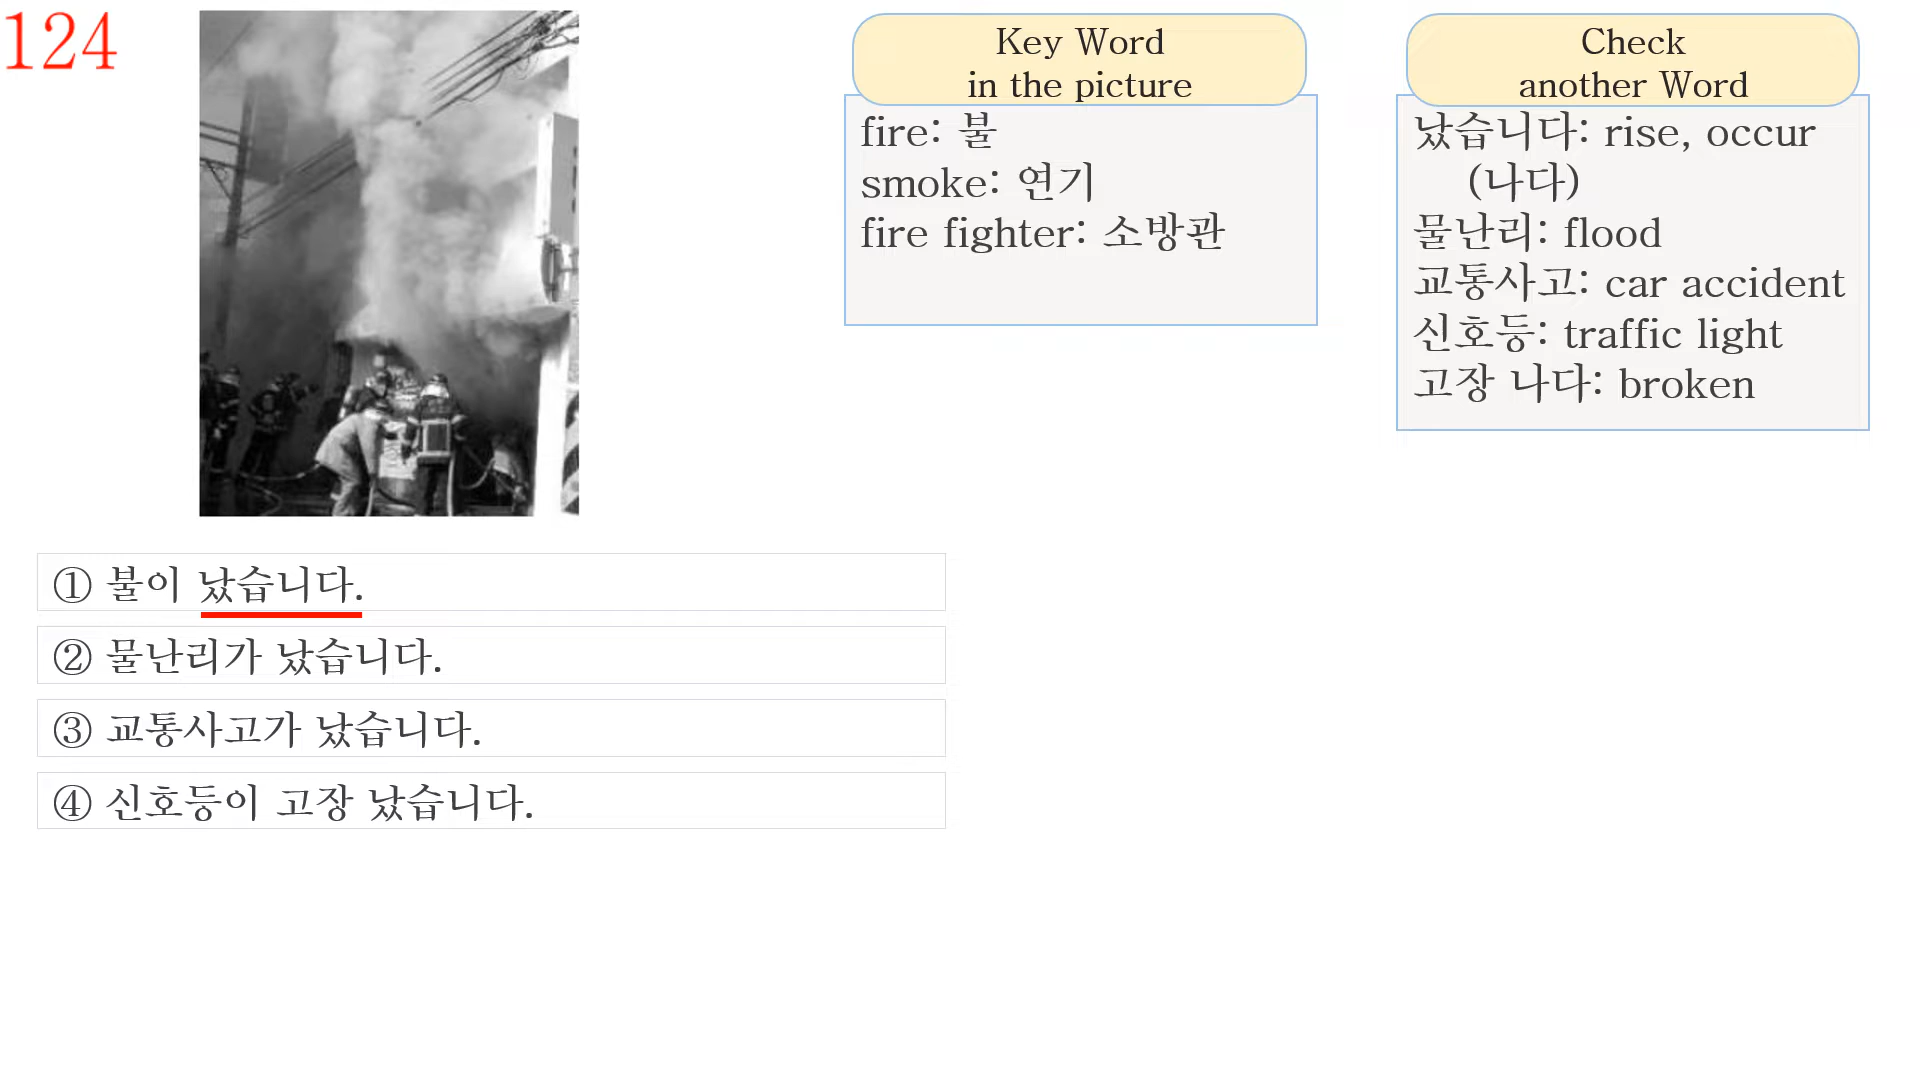 124
Key Word
in the picture
fire: 불
smoke: 연기
fire fighter: 소방관
Check
another Word
났습니다: rise, occur
(나다)
물난리: flood
교통사고: car accident
신호등: traffic light
고장 나다: broken
① 불이 났습니다.
② 물난리가 났습니다.
③ 교통사고가 났습니다.
④ 신호등이 고장 났습니다.